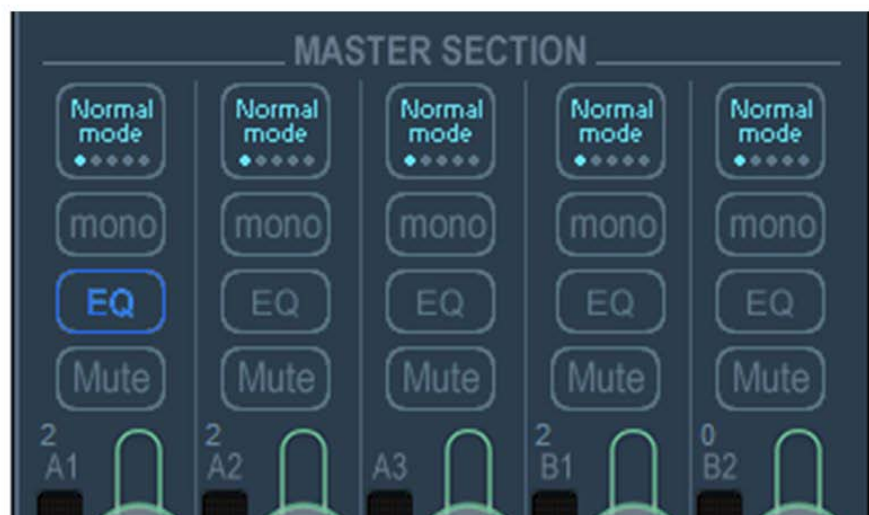 MASTER SECTION
Normal mode Normal mode Normal mode Normal mode Normal mode
mono mono mono mono mono
EQ EQ EQ EQ EQ
Mute Mute Mute Mute Mute
2 2 2 0
A1 A2 A3 B1 B2